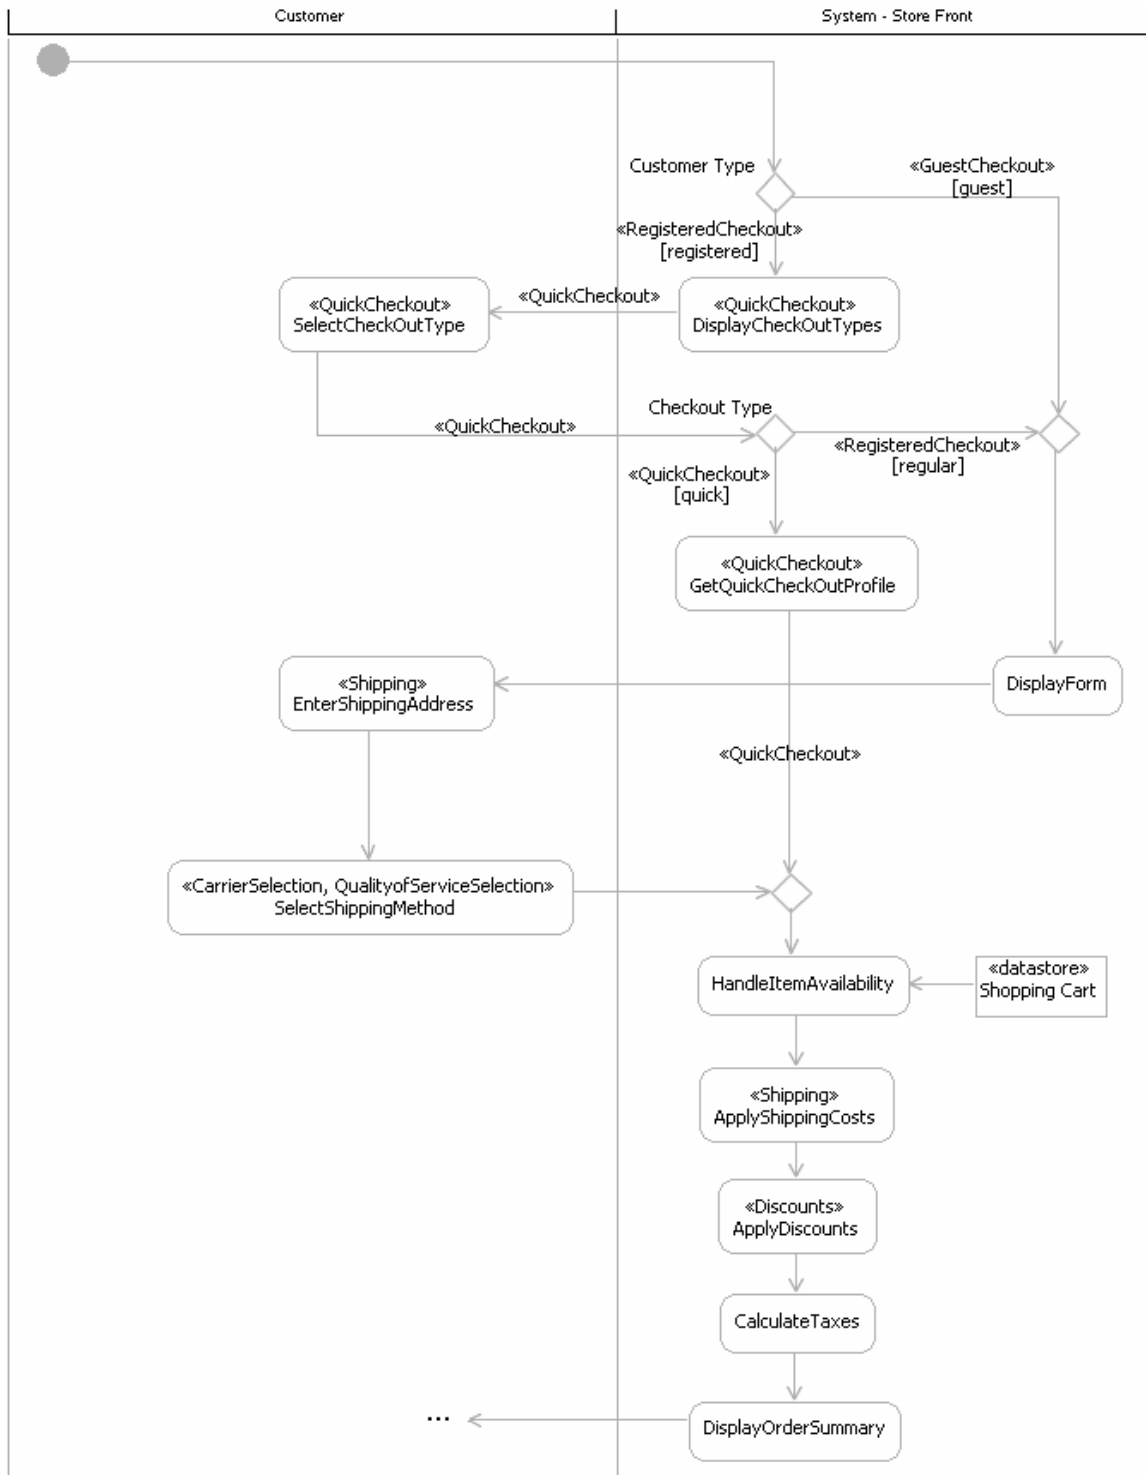 Customer
System - Store Front
Customer Type
«GuestCheckout»
[guest]
«RegisteredCheckout»
[registered]
«QuickCheckout»
SelectCheckOutType
«QuickCheckout»
«QuickCheckout»
DisplayCheckOutTypes
Checkout Type
«QuickCheckout»
«RegisteredCheckout»
[regular]
«QuickCheckout»
[quick]
«QuickCheckout»
GetQuickCheckOutProfile
«Shipping»
EnterShippingAddress
DisplayForm
«QuickCheckout»
«CarrierSelection, QualityofServiceSelection»
SelectShippingMethod
HandleItemAvailability
«datastore»
Shopping Cart
«Shipping»
ApplyShippingCosts
«Discounts»
ApplyDiscounts
CalculateTaxes
...
DisplayOrderSummary